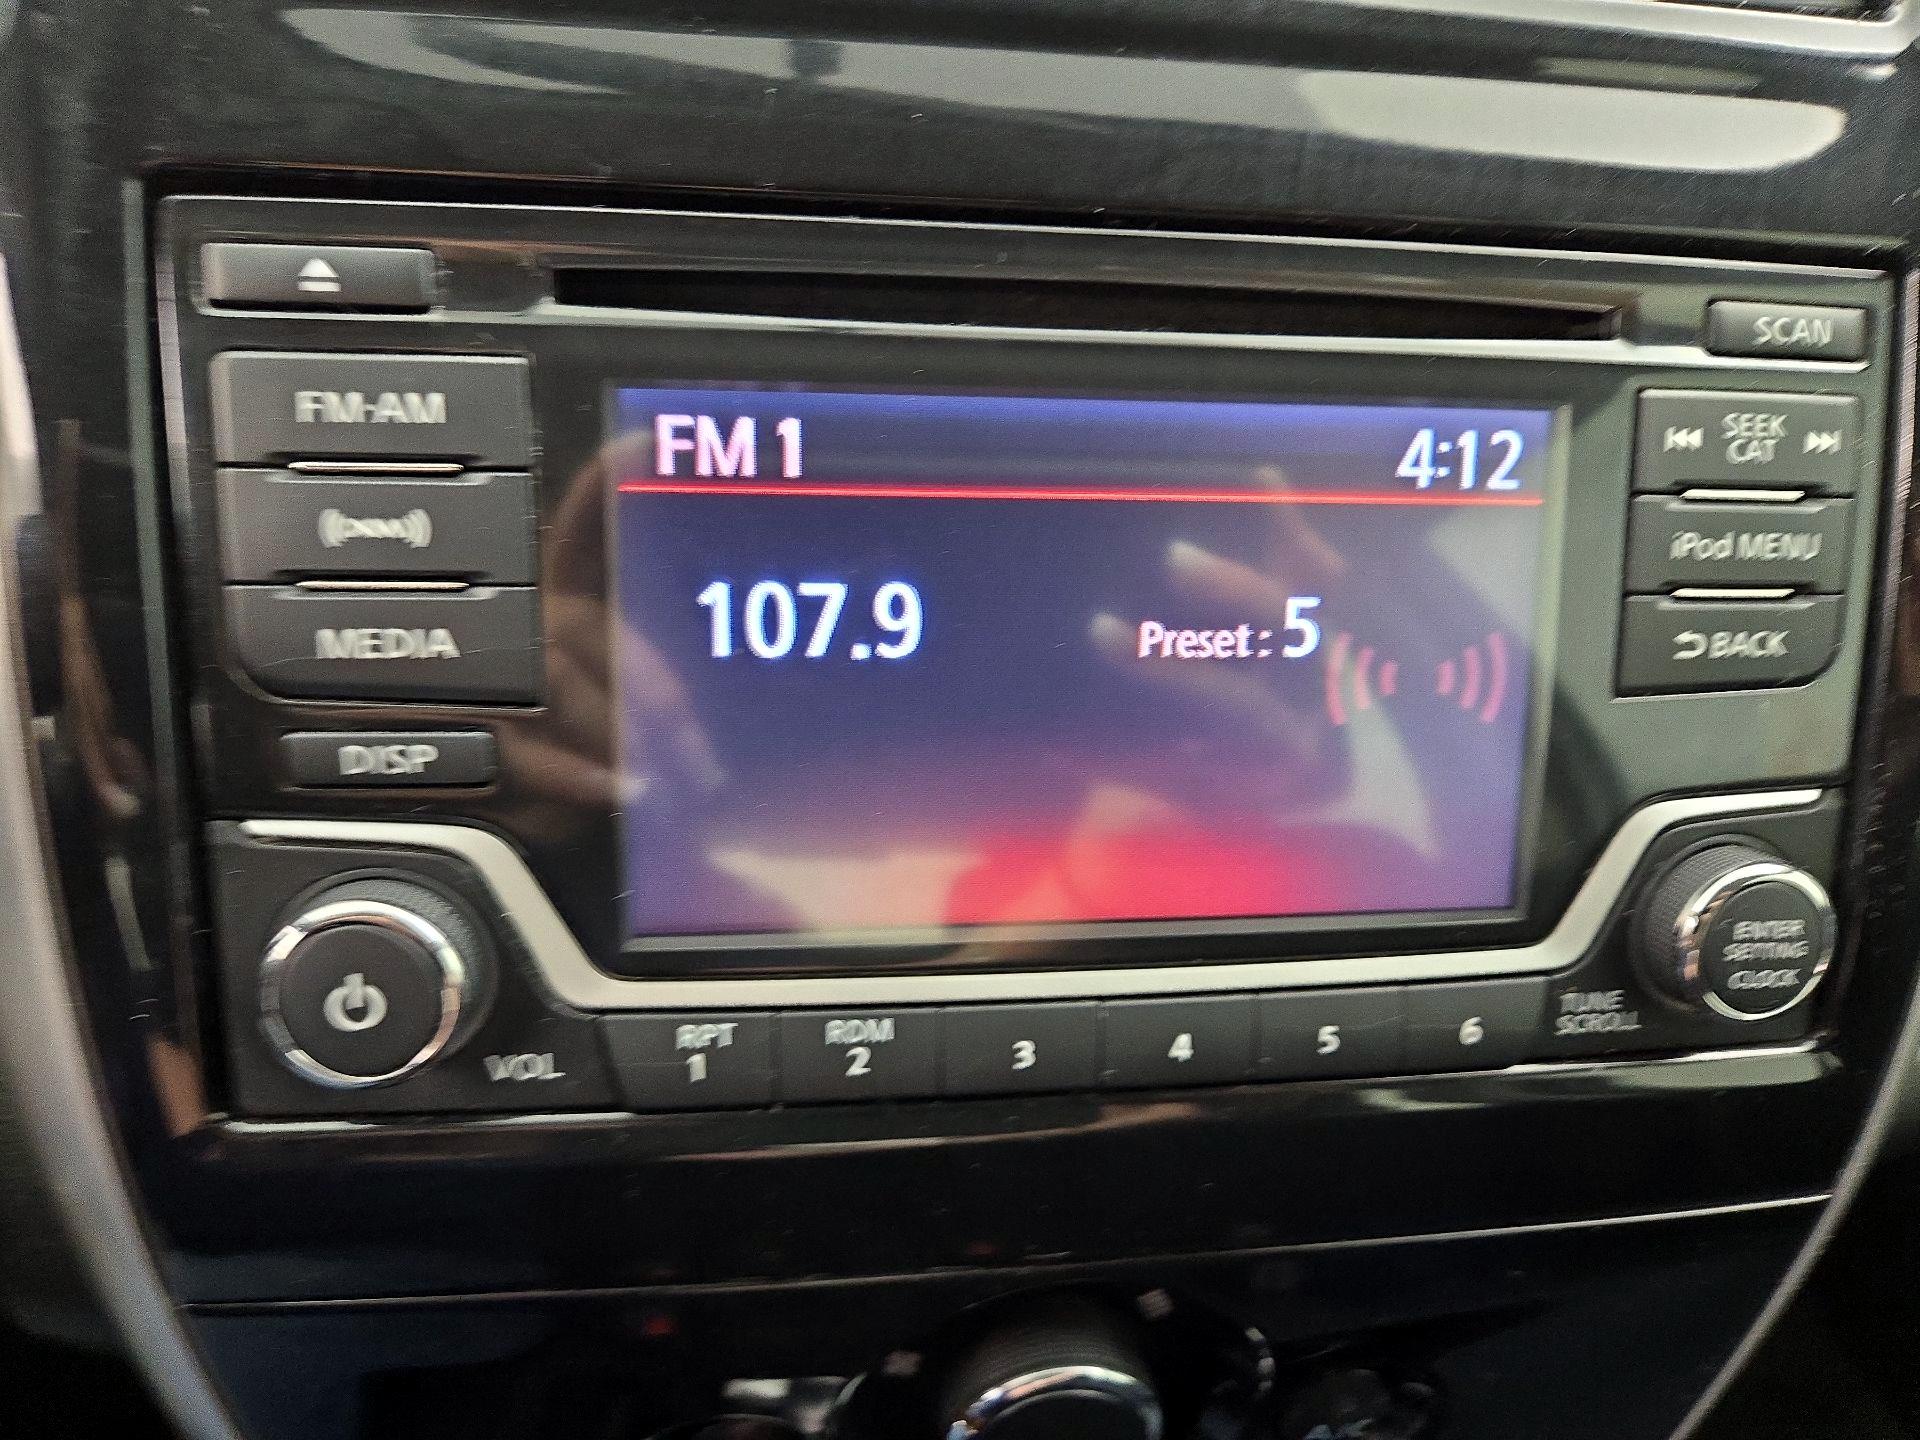 SCAN
FM·AM
SEEK
CAT
((XM))
iPod MENU
MEDIA
BACK
DISP
FM 1 4:12
107.9 Preset : 5
VOL
RPT
1
RDM
2
3
4
5
6
TUNE
SCROLL
ENTER
SETTING
CLOCK